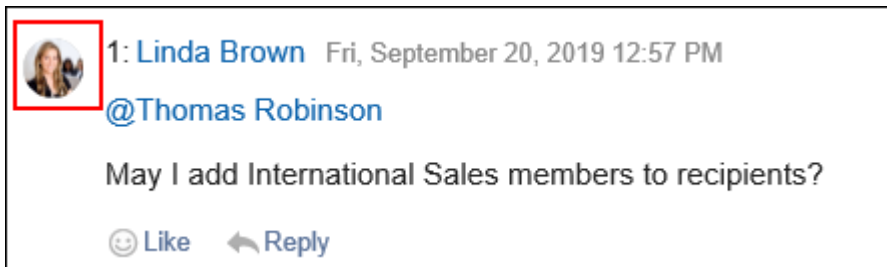 1: Linda Brown Fri, September 20, 2019 12:57 PM
@Thomas Robinson
May I add International Sales members to recipients?
Like Reply